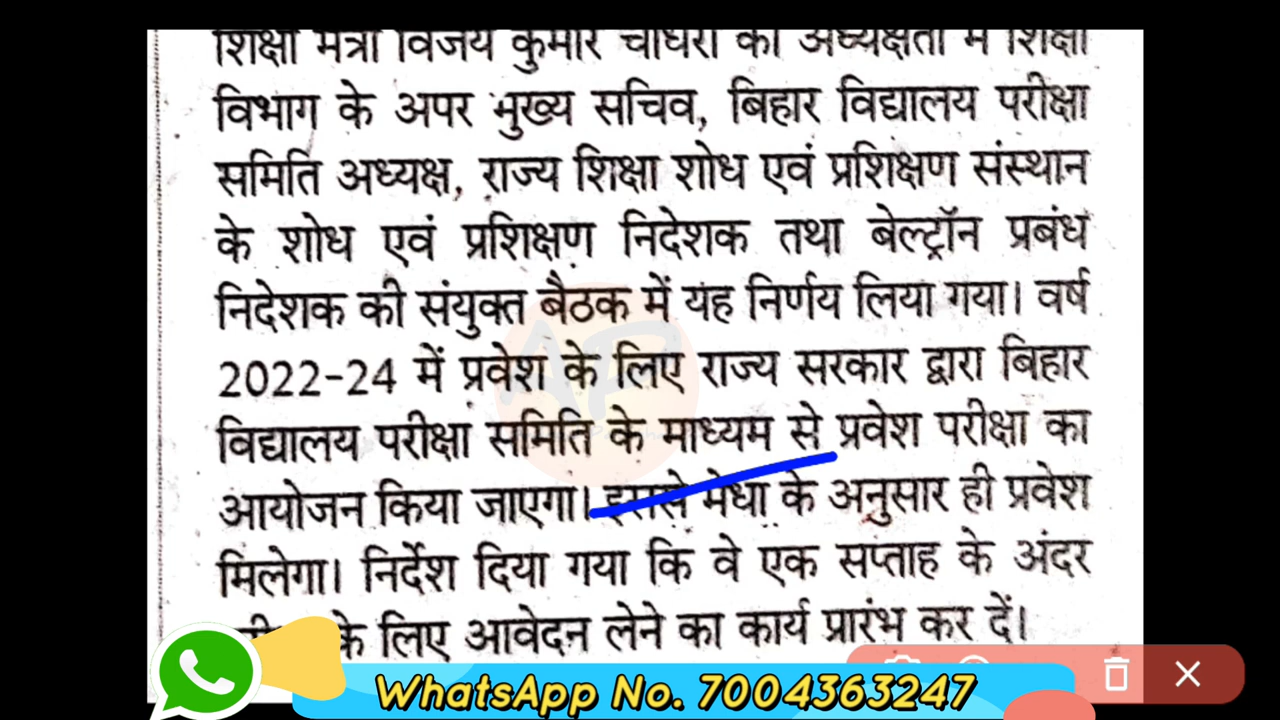 शिक्षा मंत्री विजय कुमार चौधरी की अध्यक्षता में शिक्षा
विभाग के अपर मुख्य सचिव, बिहार विद्यालय परीक्षा
समिति अध्यक्ष, राज्य शिक्षा शोध एवं प्रशिक्षण संस्थान
के शोध एवं प्रशिक्षण निदेशक तथा बेल्ट्रॉन प्रबंध
निदेशक की संयुक्त बैठक में यह निर्णय लिया गया। वर्ष
2022-24 में प्रवेश के लिए राज्य सरकार द्वारा बिहार
विद्यालय परीक्षा समिति के माध्यम से प्रवेश परीक्षा का
आयोजन किया जाएगा। इससे मेधा के अनुसार ही प्रवेश
मिलेगा। निर्देश दिया गया कि वे एक सप्ताह के अंदर
के लिए आवेदन लेने का कार्य प्रारंभ कर दें।
WhatsApp No. 7004363247